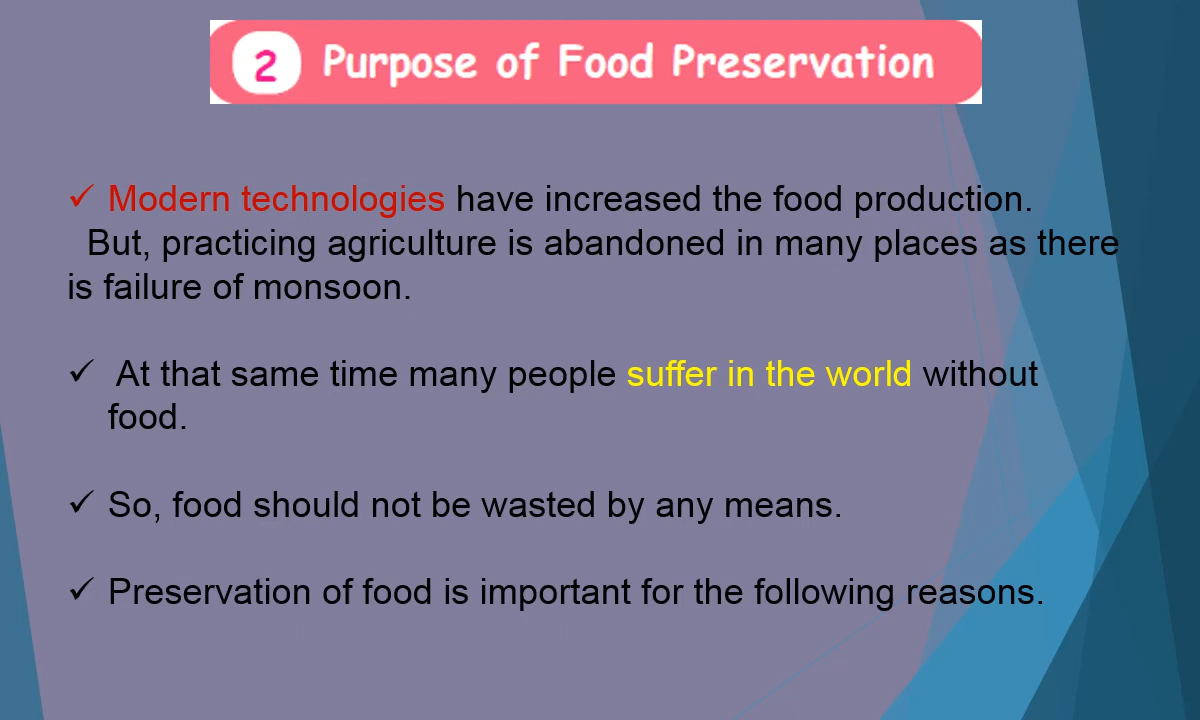 2 Purpose of Food Preservation
✓ Modern technologies have increased the food production.
But, practicing agriculture is abandoned in many places as there
is failure of monsoon.
✓ At that same time many people suffer in the world without
food.
✓ So, food should not be wasted by any means.
✓ Preservation of food is important for the following reasons.